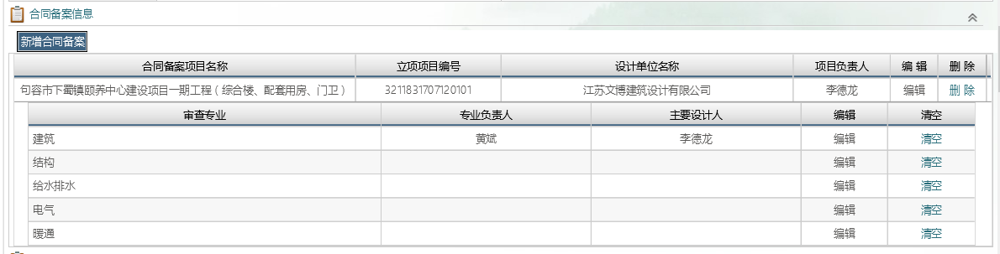 合同备案信息
新增合同备案
合同备案项目名称 立项项目编号 设计单位名称 项目负责人 编 辑 删 除
句容市下蜀镇颐养中心建设项目一期工程（综合楼、配套用房、门卫） 3211831707120101 江苏文博建筑设计有限公司 李德龙 编辑 删 除
审查专业 专业负责人 主要设计人 编辑 清空
建筑 黄斌 李德龙 编辑 清空
结构 编辑 清空
给水排水 编辑 清空
电气 编辑 清空
暖通 编辑 清空